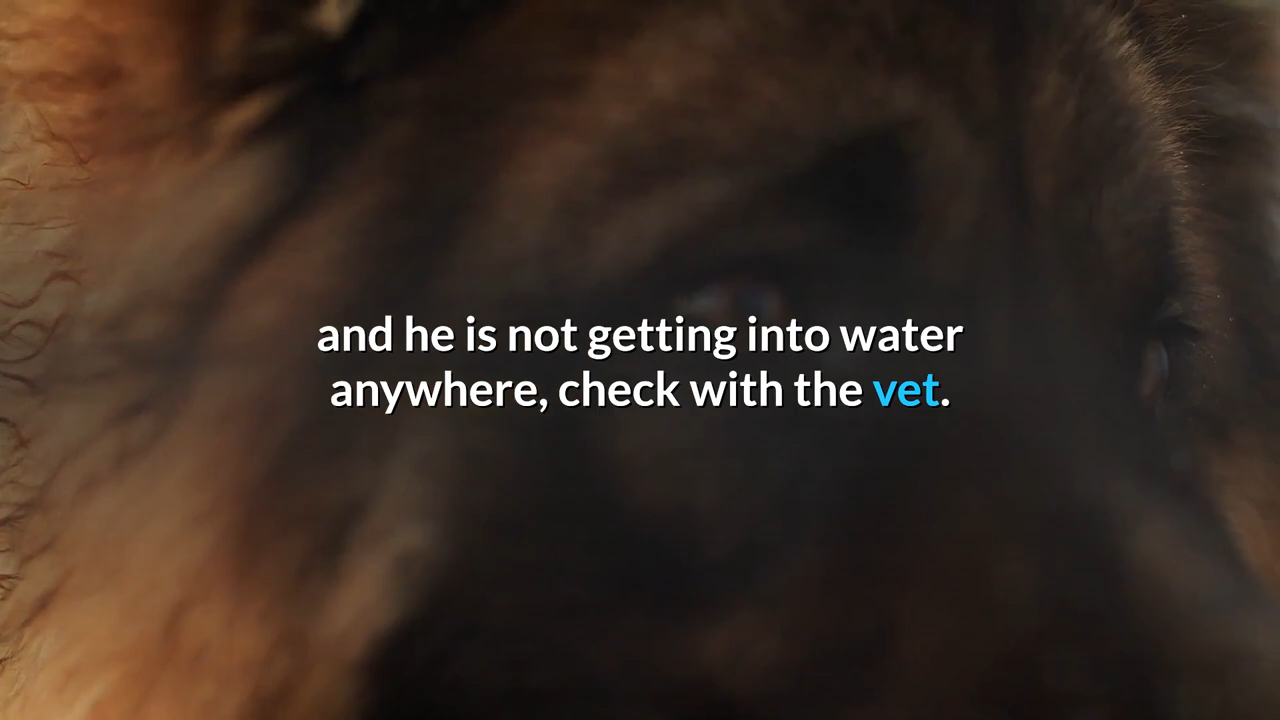 and he is not getting into water
anywhere, check with the vet.